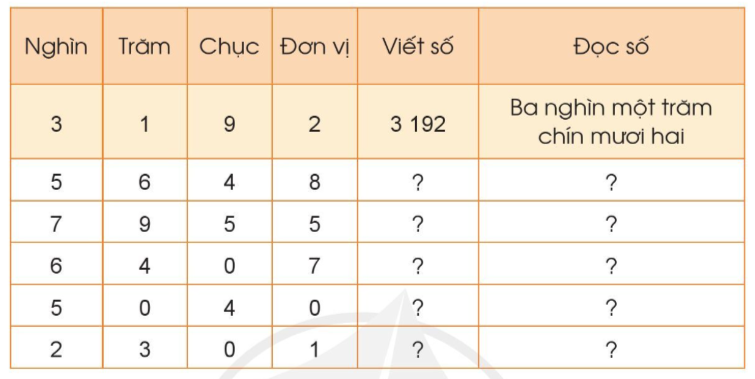 Nghìn Trăm Chục Đơn vị Viết số Đọc số
3 1 9 2 3 192 Ba nghìn một trăm
chín mươi hai
5 6 4 8 ? ?
7 9 5 5 ? ?
6 4 0 7 ? ?
5 0 4 0 ? ?
2 3 0 1 ? ?